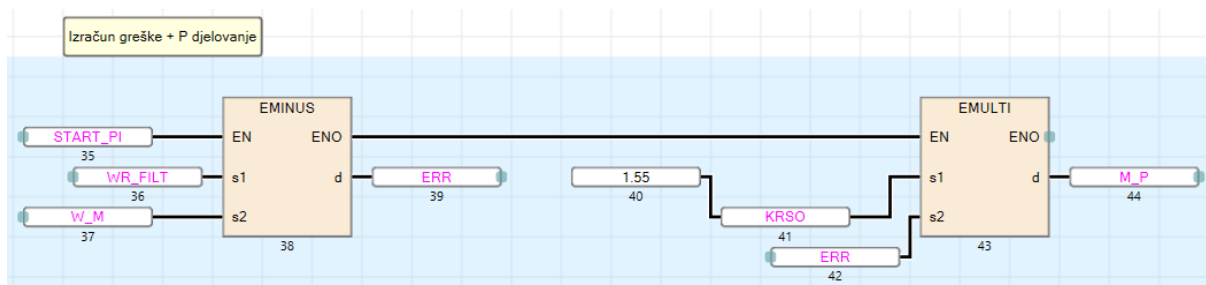 Izračun greške + P djelovanje
EMINUS
EMULTI
START_PI
EN
ENO
EN
ENO
35
WR_FILT
s1
d
ERR
1.55
s1
d
M_P
36
39
40
44
W_M
s2
KRSO
s2
37
38
41
43
ERR
42